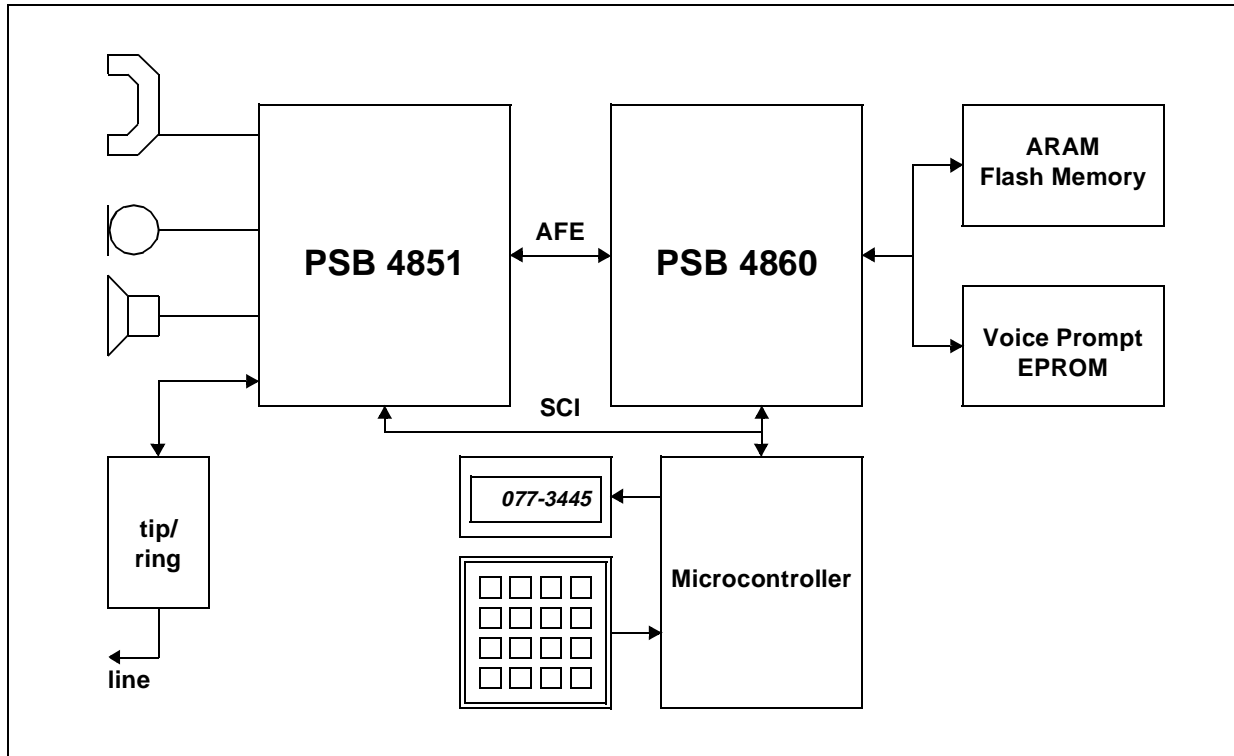 ARAM
Flash Memory
AFE
PSB 4851
PSB 4860
Voice Prompt
EPROM
SCI
077-3445
tip/
ring
Microcontroller
line